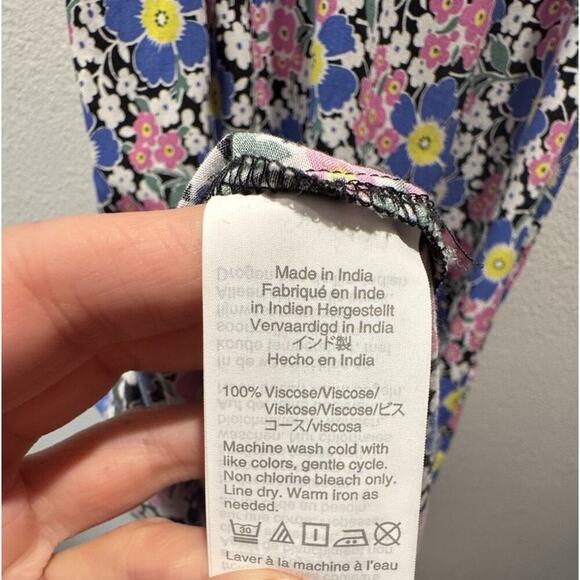 Made in India
Fabriqué en Inde
in Indien Hergestellt
Vervaardigd in India
インド製
Hecho en India
100% Viscose/Viscose/
Viskose/Viscose/ビス
コース/viscosa
Machine wash cold with
like colors, gentle cycle.
Non chlorine bleach only.
Line dry. Warm iron as
needed.
30
Laver à la machine à l'eau